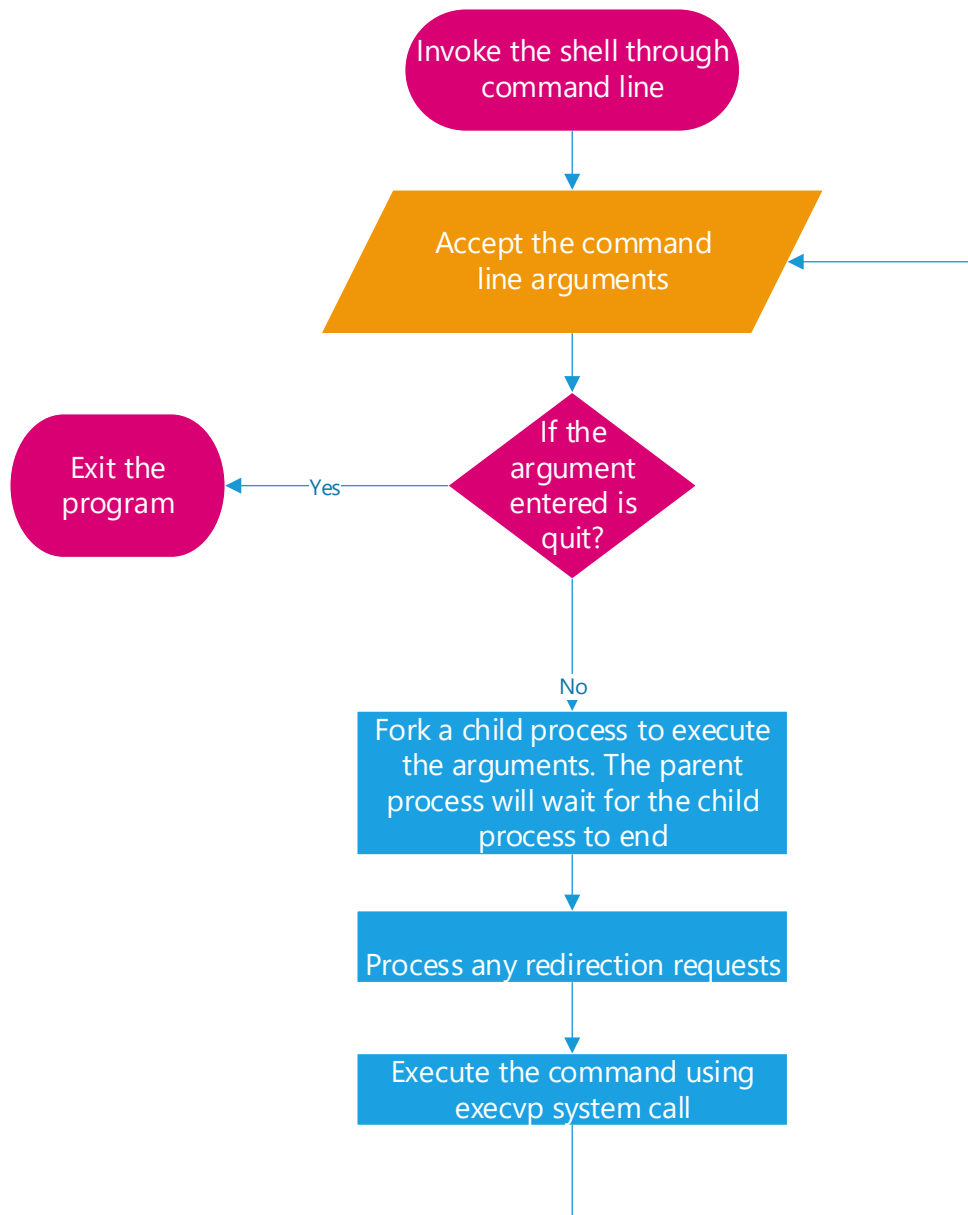 Invoke the shell through
command line
Accept the command
line arguments
If the
argument
entered is
quit?
Yes
Exit the
program
No
Fork a child process to execute
the arguments. The parent
process will wait for the child
process to end
Process any redirection requests
Execute the command using
execvp system call